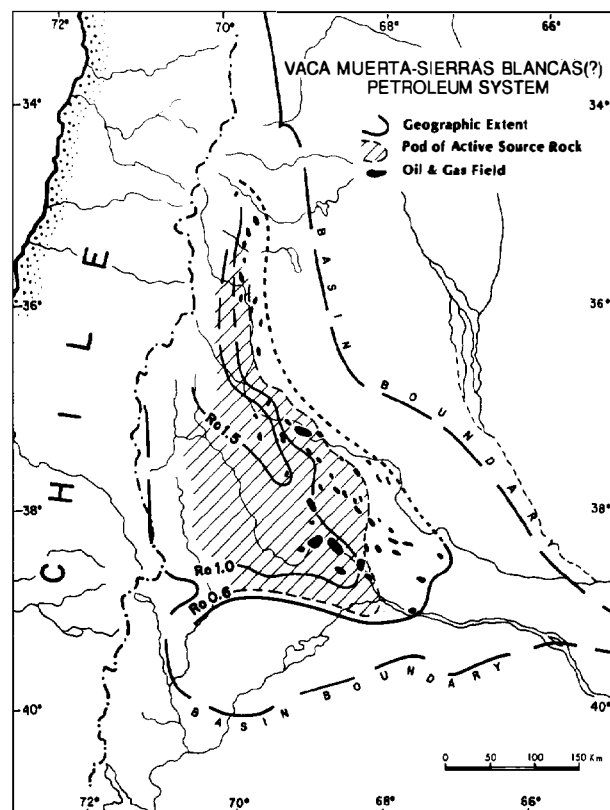 72° 70° 68° 66°
VACA MUERTA-SIERRAS BLANCAS(?)
PETROLEUM SYSTEM
Geographic Extent
Pod of Active Source Rock
Oil & Gas Field
34° 34°
36° 36°
38° 38°
40° 40°
CHILE
BASIN BOUNDARY
Ro 1.5
Ro 1.0
Ro 0.6
BASIN BOUNDARY
0 50 100 150 Km
72° 70° 68° 66°